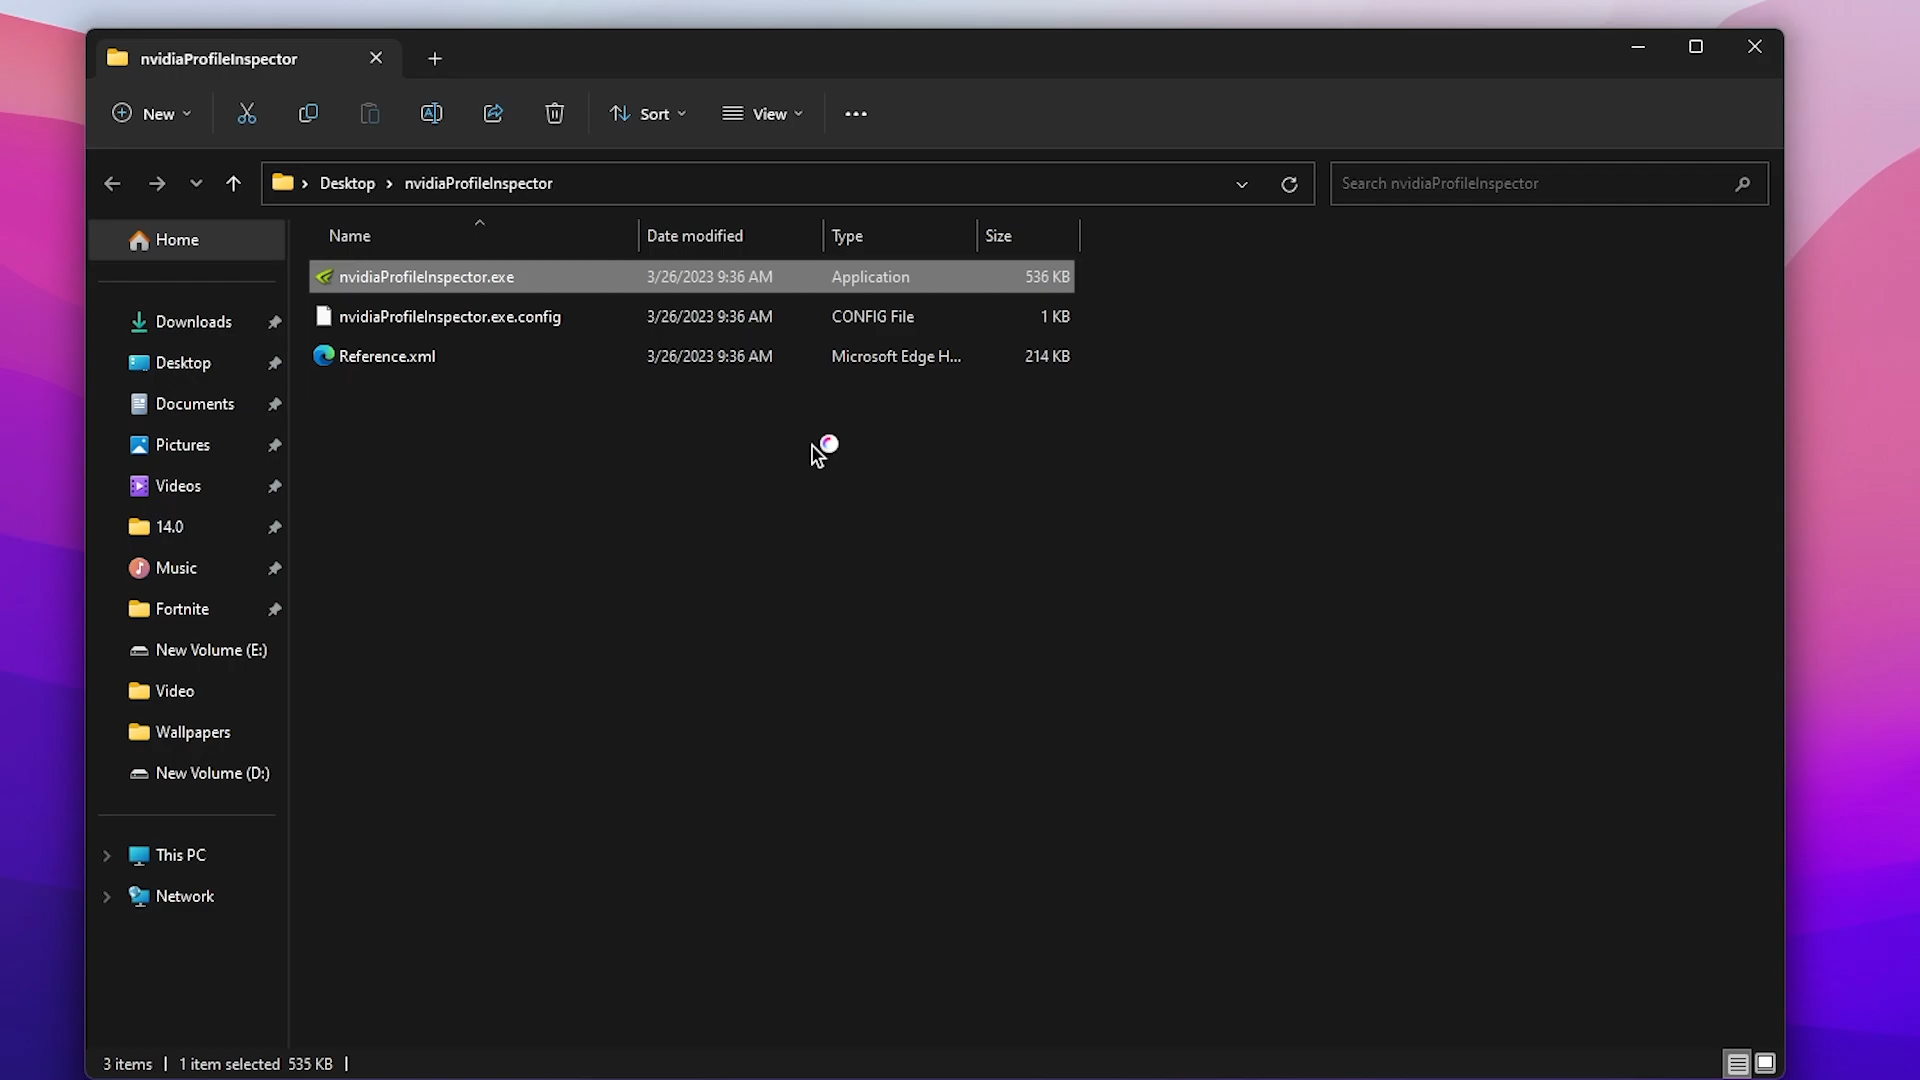 nvidiaProfileInspector
New
Sort
View
Desktop
nvidiaProfileInspector
Search nvidiaProfileInspector
Name
Date modified
Type
Size
nvidiaProfileInspector.exe 3/26/2023 9:36 AM Application 536 KB
nvidiaProfileInspector.exe.config 3/26/2023 9:36 AM CONFIG File 1 KB
Reference.xml 3/26/2023 9:36 AM Microsoft Edge H... 214 KB
Home
Downloads
Desktop
Documents
Pictures
Videos
14.0
Music
Fortnite
New Volume (E:)
Video
Wallpapers
New Volume (D:)
This PC
Network
3 items
1 item selected 535 KB